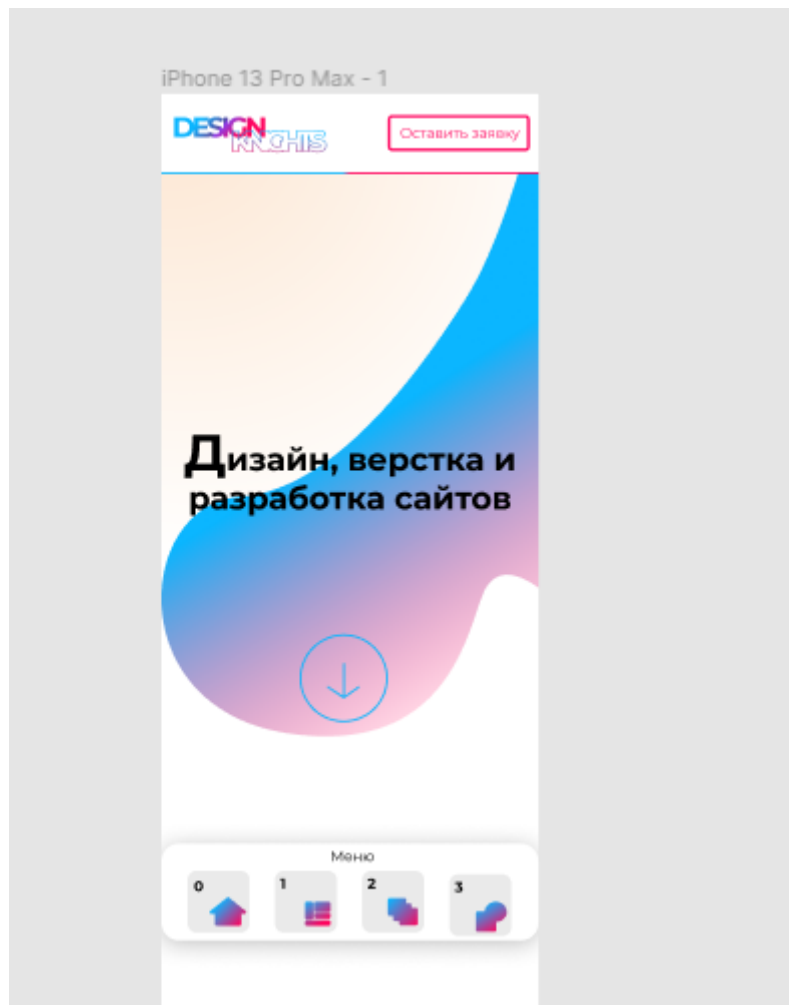 iPhone 13 Pro Max - 1
DESIGN
KNIGHTS
Оставить заявку
Дизайн, верстка и
разработка сайтов
Меню
0 1 2 3